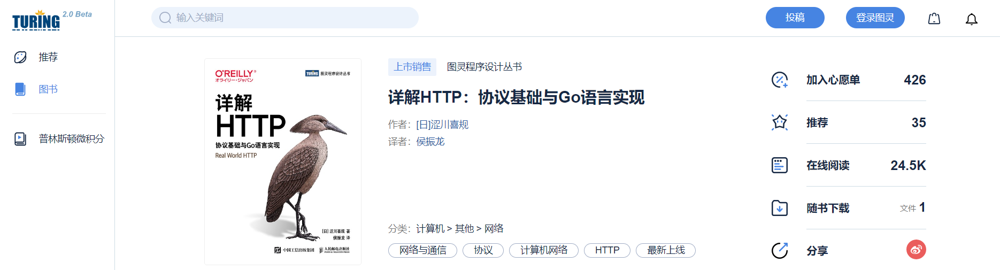 TURING
2.0 Beta
输入关键词
投稿
登录图灵
推荐
图书
普林斯顿微积分
O'REILLY®
オライリー・ジャパン
TURING 图灵程序设计丛书
详解
HTTP
协议基础与Go语言实现
Real World HTTP
[日] 涩川喜规 著
侯振龙 译
中国工信出版集团
人民邮电出版社
POSTS & TELECOM PRESS
上市销售
图灵程序设计丛书
详解HTTP：协议基础与Go语言实现
作者：[日]涩川喜规
译者：侯振龙
分类：计算机 > 其他 > 网络
网络与通信
协议
计算机网络
HTTP
最新上线
加入心愿单 426
推荐 35
在线阅读 24.5K
随书下载 文件 1
分享